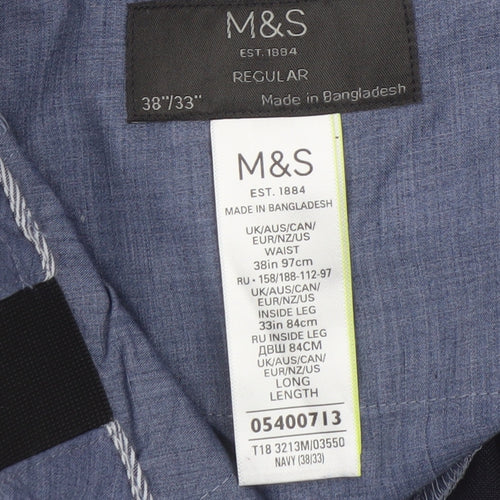 M&S
EST. 1884
REGULAR
38"/33" Made in Bangladesh
M&S
EST. 1884
MADE IN BANGLADESH
UK/AUS/CAN/
EUR/NZ/US
WAIST
38in 97cm
RU - 158/188-112-97
UK/AUS/CAN/
EUR/NZ/US
INSIDE LEG
33in 84cm
RU INSIDE LEG
ДВШ 84СМ
UK/AUS/CAN/
EUR/NZ/US
LONG
LENGTH
05400713
T18 3213M/03550
NAVY (38/33)